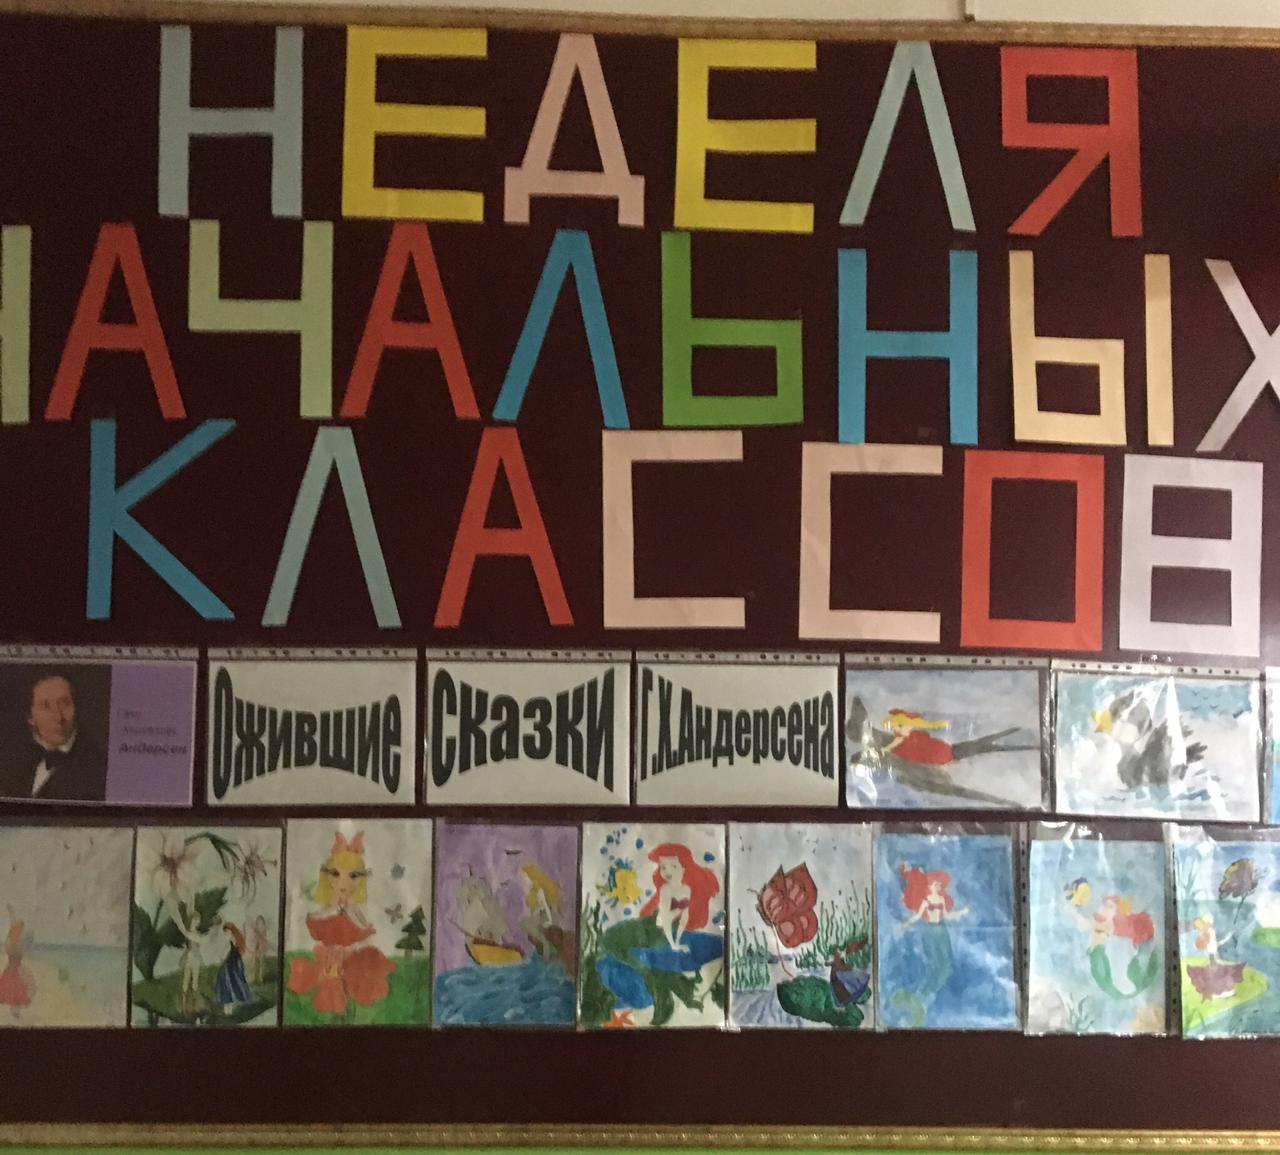 НЕДЕЛЯ
НАЧАЛЬНЫХ
КЛАССОВ
Андерсен
Ожившие
сказки
Г.Х.Андерсена